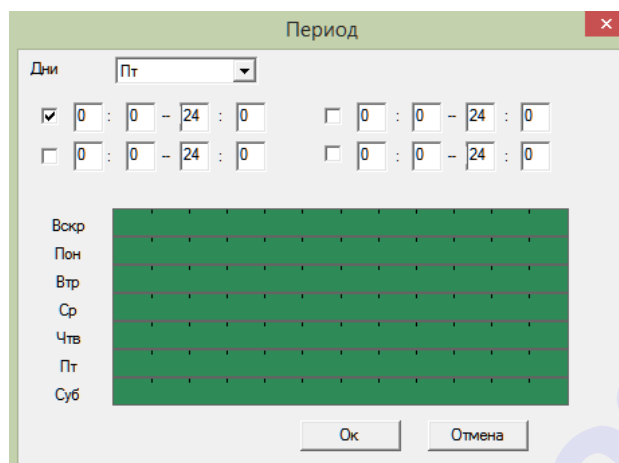 Период
Дни Пт
0 : 0 -- 24 : 0 0 : 0 -- 24 : 0
0 : 0 -- 24 : 0 0 : 0 -- 24 : 0
Вскр
Пон
Втр
Ср
Чтв
Пт
Суб
Ок Отмена